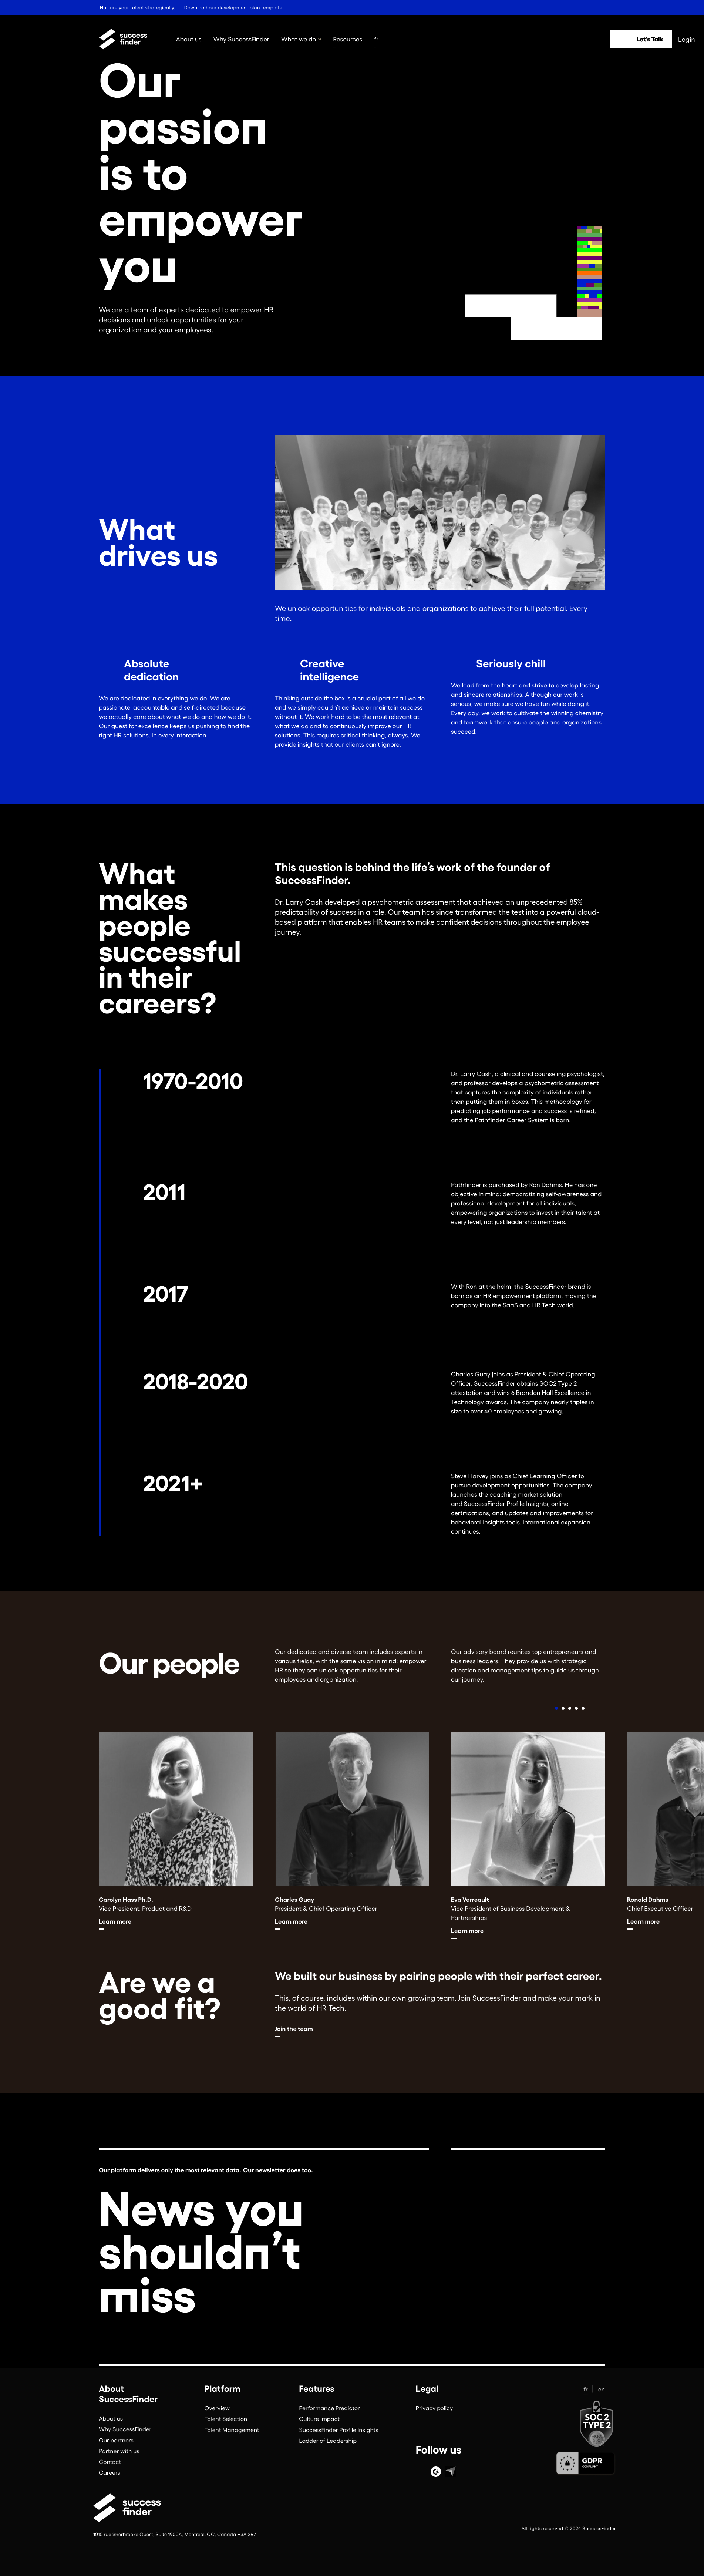 Nurture your talent strategically. Download our development plan template
success
finder
About us Why SuccessFinder What we do Resources fr
Let's Talk Login
Our
passion
is to
empower
you
We are a team of experts dedicated to empower HR
decisions and unlock opportunities for your
organization and your employees.
What
drives us
We unlock opportunities for individuals and organizations to achieve their full potential. Every
time.
Absolute
dedication
We are dedicated in everything we do. We are
passionate, accountable and self-directed because
we actually care about what we do and how we do it.
Our quest for excellence keeps us pushing to find the
right HR solutions. in every interaction.
Creative
intelligence
Thinking outside the box is a crucial part of all we do
and we simply couldn't achieve or maintain success
without it. We work hard to be the most relevant at
what we do and to continuously improve our HR
solutions. This requires critical thinking, always. We
provide insights that our clients can't ignore.
Seriously chill
We lead from the heart and strive to develop lasting
and sincere relationships. Although our work is
serious, we make sure we have fun while doing it.
Every day, we work to cultivate the winning chemistry
and teamwork that ensure people and organizations
succeed.
What
makes
people
successful
in their
careers?
This question is behind the life's work of the founder of
SuccessFinder.
Dr. Larry Cash developed a psychometric assessment that achieved an unprecedented 85%
predictability of success in a role. Our team has since transformed the test into a powerful cloud-
based platform that enables HR teams to make confident decisions throughout the employee
journey.
1970-2010
Dr. Larry Cash, a clinical and counseling psychologist,
and professor develops a psychometric assessment
that captures the complexity of individuals rather
than putting them in boxes. This methodology for
predicting job performance and success is refined,
and the Pathfinder Career System is born.
2011
Pathfinder is purchased by Ron Dahms. He has one
objective in mind: democratizing self-awareness and
professional development for all individuals,
empowering organizations to invest in their talent at
every level, not just leadership members.
2017
With Ron at the helm, the SuccessFinder brand is
born as an HR empowerment platform, moving the
company into the SaaS and HR Tech world.
2018-2020
Charles Guay joins as President & Chief Operating
Officer. SuccessFinder obtains SOC2 Type 2
attestation and wins 6 Brandon Hall Excellence in
Technology awards. The company nearly triples in
size to over 40 employees and growing.
2021+
Steve Harvey joins as Chief Learning Officer to
pursue development opportunities. The company
launches the coaching market solution
and SuccessFinder Profile Insights, online
certifications, and updates and improvements for
behavioral insights tools. International expansion
continues.
Our people
Our dedicated and diverse team includes experts in
various fields, with the same vision in mind: empower
HR so they can unlock opportunities for their
employees and organization.
Our advisory board reunites top entrepreneurs and
business leaders. They provide us with strategic
direction and management tips to guide us through
our journey.
Carolyn Hass Ph.D.
Vice President, Product and R&D
Learn more
Charles Guay
President & Chief Operating Officer
Learn more
Eva Verreault
Vice President of Business Development &
Partnerships
Learn more
Ronald Dahms
Chief Executive Officer
Learn more
Are we a
good fit?
We built our business by pairing people with their perfect career.
This, of course, includes within our own growing team. Join SuccessFinder and make your mark in
the world of HR Tech.
Join the team
Our platform delivers only the most relevant data. Our newsletter does too.
News you
shouldn't
miss
About
SuccessFinder
About us
Why SuccessFinder
Our partners
Partner with us
Contact
Careers
Platform
Overview
Talent Selection
Talent Management
Features
Performance Predictor
Culture Impact
SuccessFinder Profile Insights
Ladder of Leadership
Legal
Privacy policy
Follow us
fr | en
SOC 2
TYPE 2
GDPR
COMPLIANT
success
finder
1010 rue Sherbrooke Ouest, Suite 1900A, Montréal, QC, Canada H3A 2R7
All rights reserved © 2024 SuccessFinder